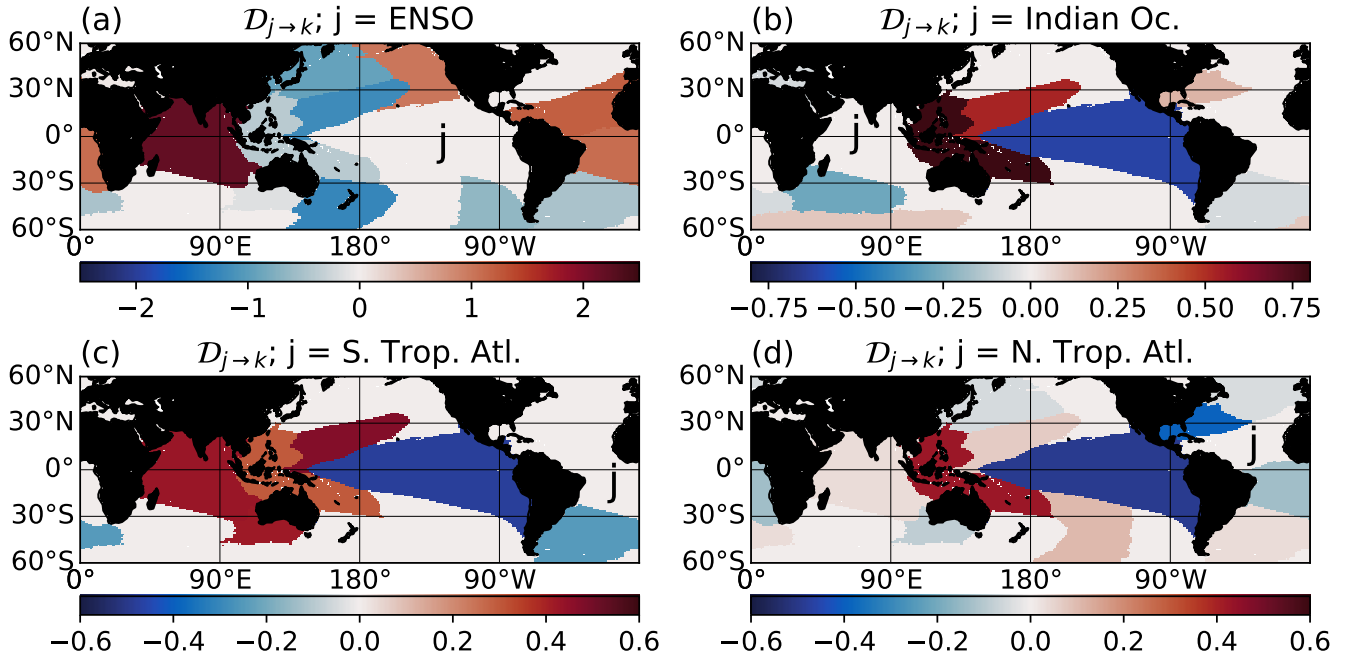 (a) 𝒟ⱼ→ₖ; j = ENSO
60°N
30°N
0°
30°S
60°S
j
0° 90°E 180° 90°W
−2 −1 0 1 2
(b) 𝒟ⱼ→ₖ; j = Indian Oc.
60°N
30°N
0°
30°S
60°S
j
0° 90°E 180° 90°W
−0.75 −0.50 −0.25 0.00 0.25 0.50 0.75
(c) 𝒟ⱼ→ₖ; j = S. Trop. Atl.
60°N
30°N
0°
30°S
60°S
j
0° 90°E 180° 90°W
−0.6 −0.4 −0.2 0.0 0.2 0.4 0.6
(d) 𝒟ⱼ→ₖ; j = N. Trop. Atl.
60°N
30°N
0°
30°S
60°S
j
0° 90°E 180° 90°W
−0.6 −0.4 −0.2 0.0 0.2 0.4 0.6